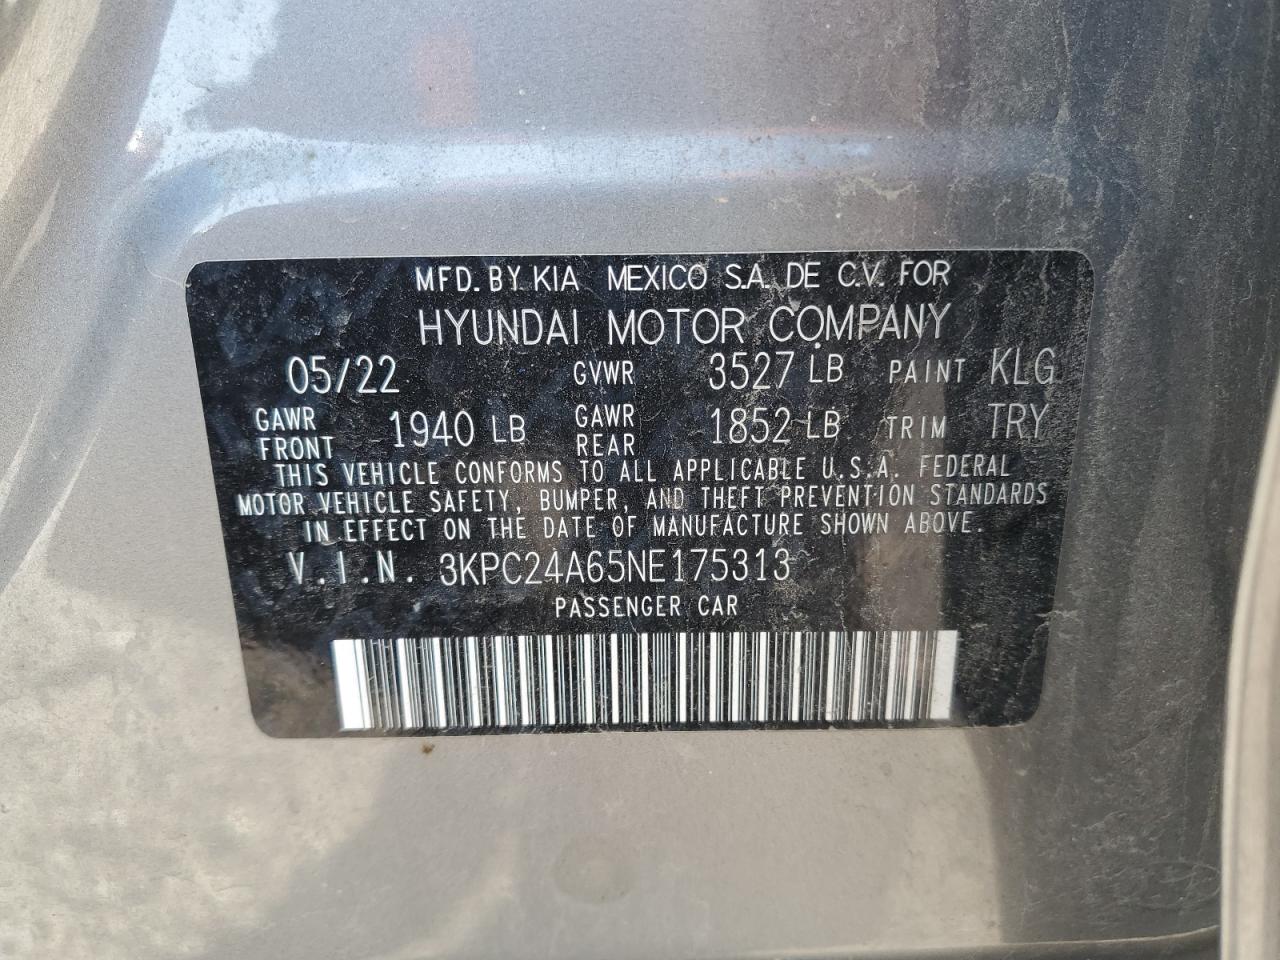 MFD. BY KIA MEXICO S.A. DE C.V. FOR
HYUNDAI MOTOR COMPANY
05/22 GVWR 3527 LB PAINT KLG
GAWR FRONT 1940 LB GAWR REAR 1852 LB TRIM TRY
THIS VEHICLE CONFORMS TO ALL APPLICABLE U.S.A. FEDERAL
MOTOR VEHICLE SAFETY, BUMPER, AND THEFT PREVENTION STANDARDS
IN EFFECT ON THE DATE OF MANUFACTURE SHOWN ABOVE.
V.I.N. 3KPC24A65NE175313
PASSENGER CAR